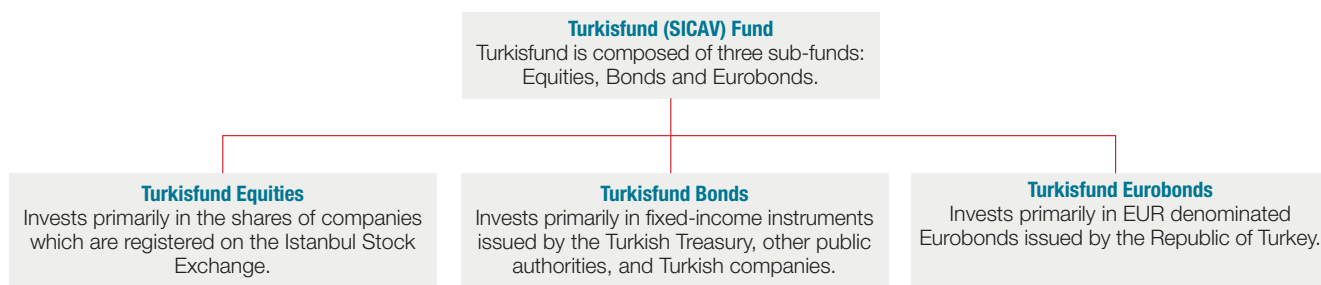 Turkisfund (SICAV) Fund
Turkisfund is composed of three sub-funds:
Equities, Bonds and Eurobonds.
Turkisfund Equities
Invests primarily in the shares of companies
which are registered on the Istanbul Stock
Exchange.
Turkisfund Bonds
Invests primarily in fixed-income instruments
issued by the Turkish Treasury, other public
authorities, and Turkish companies.
Turkisfund Eurobonds
Invests primarily in EUR denominated
Eurobonds issued by the Republic of Turkey.